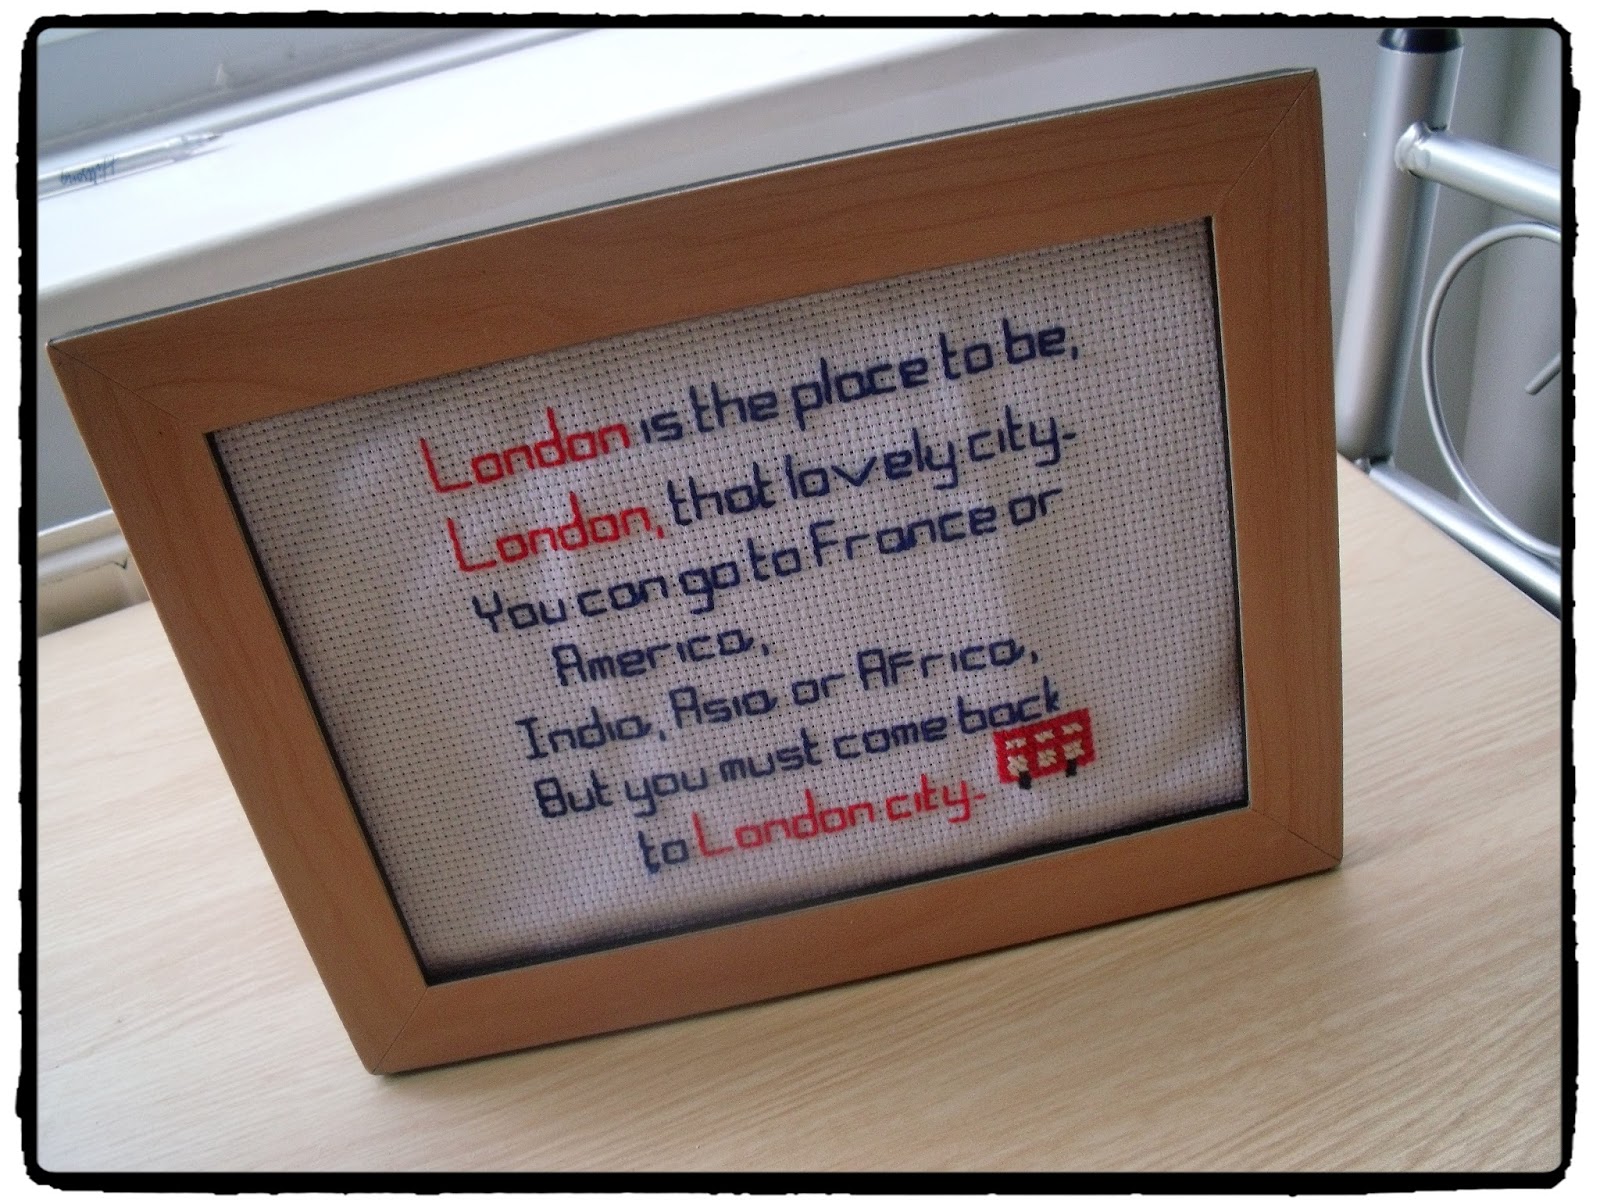 London is the place to be,
London, that lovely city-
You can go to France or
America,
India, Asia or Africa,
But you must come back
to London city-